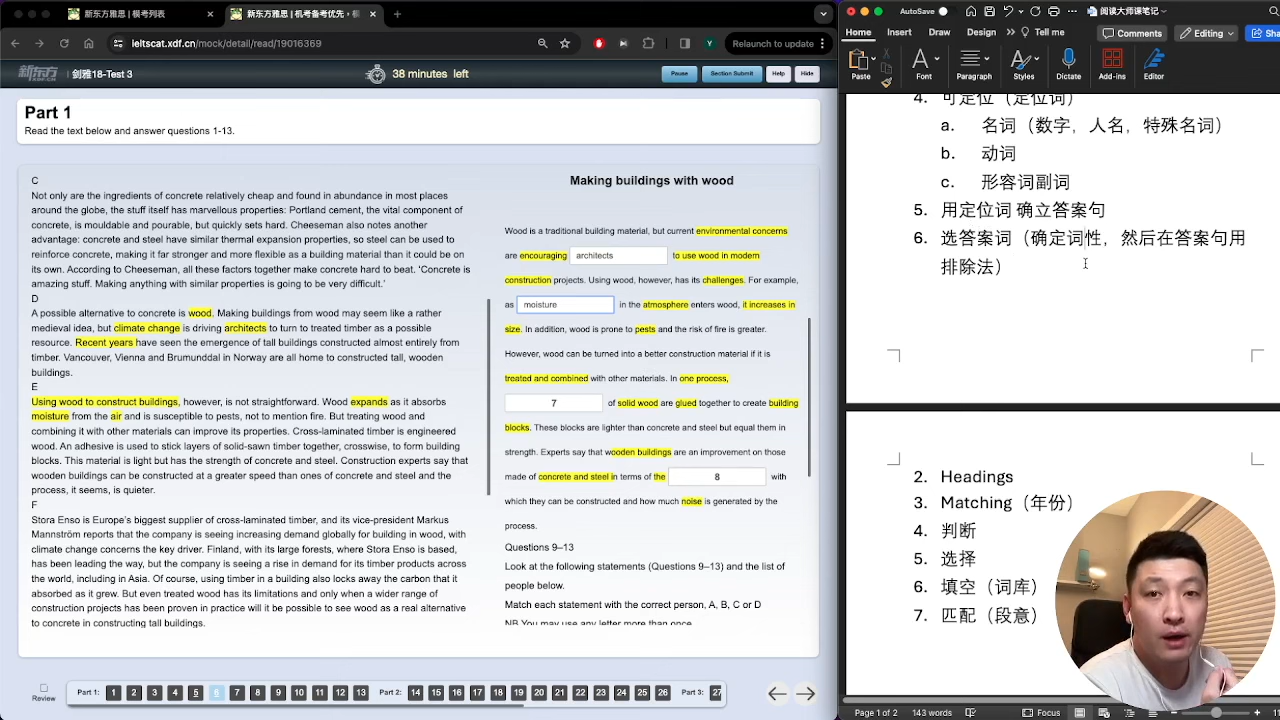 新东方雅思 | 模考列表
新东方雅思 | 机考备考优先·模
ieltscat.xdf.cn/mock/detail/read/19016369
Relaunch to update
新东方 剑雅18-Test 3
38 minutes left
Pause
Section Submit
Help
Hide
Part 1
Read the text below and answer questions 1-13.
C
Not only are the ingredients of concrete relatively cheap and found in abundance in most places
around the globe, the stuff itself has marvellous properties: Portland cement, the vital component of
concrete, is mouldable and pourable, but quickly sets hard. Cheeseman also notes another
advantage: concrete and steel have similar thermal expansion properties, so steel can be used to
reinforce concrete, making it far stronger and more flexible as a building material than it could be on
its own. According to Cheeseman, all these factors together make concrete hard to beat. ‘Concrete is
amazing stuff. Making anything with similar properties is going to be very difficult.’
D
A possible alternative to concrete is wood. Making buildings from wood may seem like a rather
medieval idea, but climate change is driving architects to turn to treated timber as a possible
resource. Recent years have seen the emergence of tall buildings constructed almost entirely from
timber. Vancouver, Vienna and Brumunddal in Norway are all home to constructed tall, wooden
buildings.
E
Using wood to construct buildings, however, is not straightforward. Wood expands as it absorbs
moisture from the air and is susceptible to pests, not to mention fire. But treating wood and
combining it with other materials can improve its properties. Cross-laminated timber is engineered
wood. An adhesive is used to stick layers of solid-sawn timber together, crosswise, to form building
blocks. This material is light but has the strength of concrete and steel. Construction experts say that
wooden buildings can be constructed at a greater speed than ones of concrete and steel and the
process, it seems, is quieter.
F
Stora Enso is Europe's biggest supplier of cross-laminated timber, and its vice-president Markus
Mannström reports that the company is seeing increasing demand globally for building in wood, with
climate change concerns the key driver. Finland, with its large forests, where Stora Enso is based,
has been leading the way, but the company is seeing a rise in demand for its timber products across
the world, including in Asia. Of course, using timber in a building also locks away the carbon that it
absorbed as it grew. But even treated wood has its limitations and only when a wider range of
construction projects has been proven in practice will it be possible to see wood as a real alternative
to concrete in constructing tall buildings.
Making buildings with wood
Wood is a traditional building material, but current environmental concerns
are encouraging architects to use wood in modern
construction projects. Using wood, however, has its challenges. For example,
as moisture in the atmosphere enters wood, it increases in
size. In addition, wood is prone to pests and the risk of fire is greater.
However, wood can be turned into a better construction material if it is
treated and combined with other materials. In one process,
7 of solid wood are glued together to create building
blocks. These blocks are lighter than concrete and steel but equal them in
strength. Experts say that wooden buildings are an improvement on those
made of concrete and steel in terms of the 8 with
which they can be constructed and how much noise is generated by the
process.
Questions 9–13
Look at the following statements (Questions 9–13) and the list of
people below.
Match each statement with the correct person, A, B, C or D
NB You may use any letter more than once
Review
Part 1: 1 2 3 4 5 6 7 8 9 10 11 12 13 Part 2: 14 15 16 17 18 19 20 21 22 23 24 25 26 Part 3: 27
AutoSave
阅读大师课笔记
Home Insert Draw Design Tell me
Comments
Editing
Sha
Paste
Font
Paragraph
Styles
Dictate
Add-ins
Editor
4. 可定位（定位词）
a. 名词（数字，人名，特殊名词）
b. 动词
c. 形容词副词
5. 用定位词 确立答案句
6. 选答案词（确定词性，然后在答案句用
排除法）
2. Headings
3. Matching（年份）
4. 判断
5. 选择
6. 填空（词库）
7. 匹配（段意）
Page 1 of 2
143 words
Focus